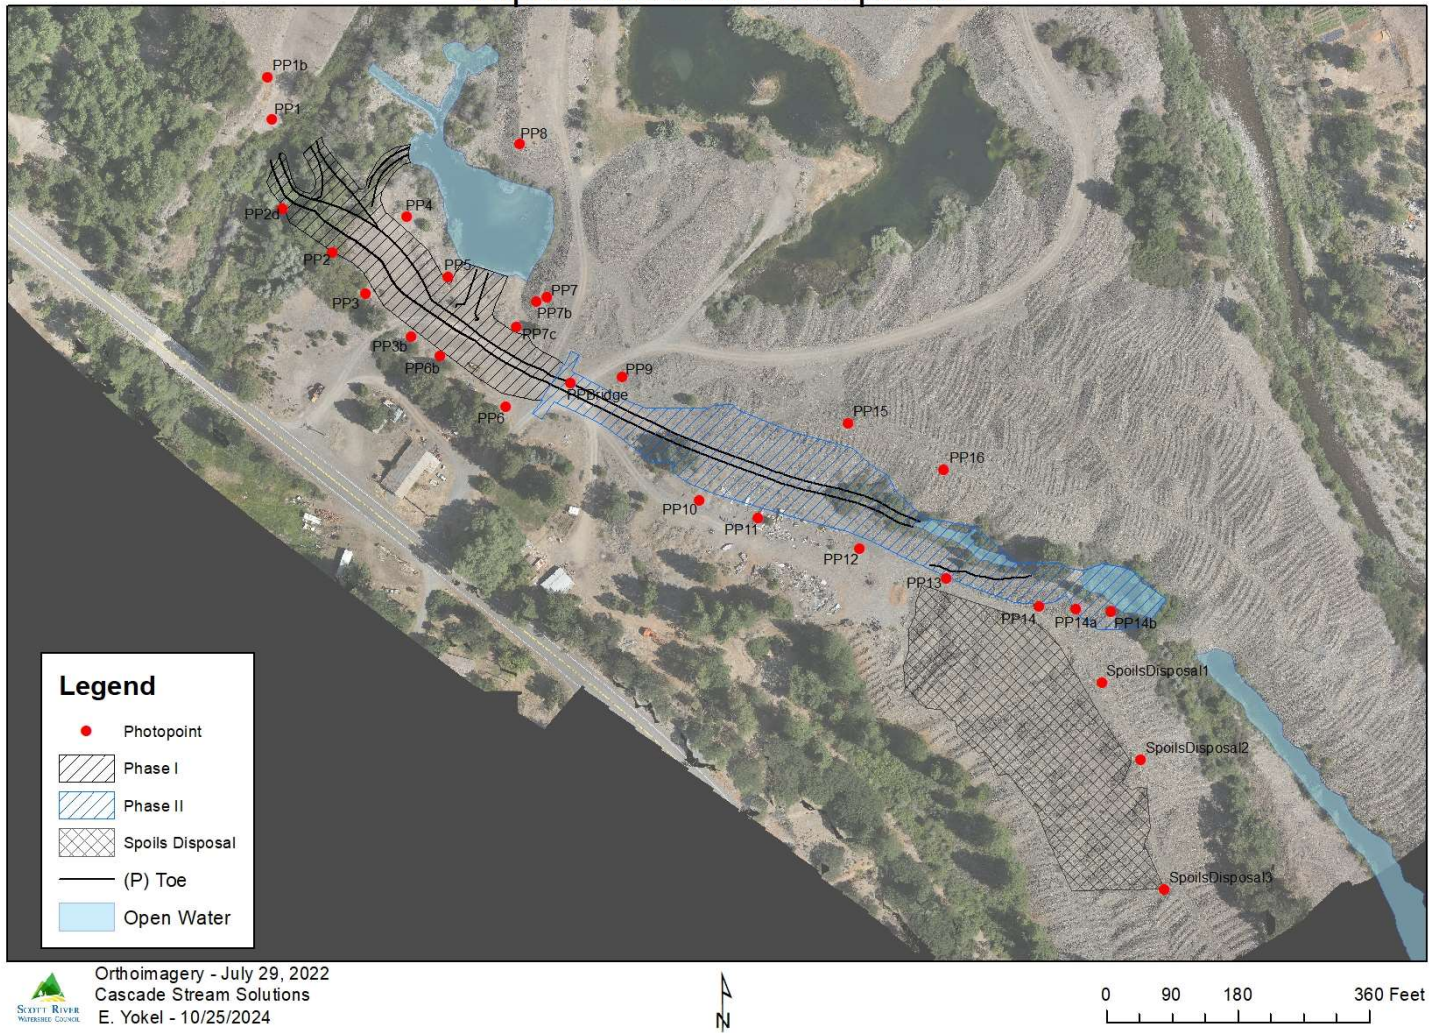 PP1b
PP1
PP8
PP2d
PP4
PP2
PP5
PP3
PP7
PP7b
PP7c
PP3b
PP6b
PP9
PPBridge
PP6
PP15
PP16
PP10
PP11
PP12
PP13
PP14
PP14a
PP14b
SpoilsDisposal1
SpoilsDisposal2
SpoilsDisposal3
Legend
Photopoint
Phase I
Phase II
Spoils Disposal
(P) Toe
Open Water
SCOTT RIVER
WATERSHED COUNCIL
Orthoimagery - July 29, 2022
Cascade Stream Solutions
E. Yokel - 10/25/2024
N
0 90 180 360 Feet